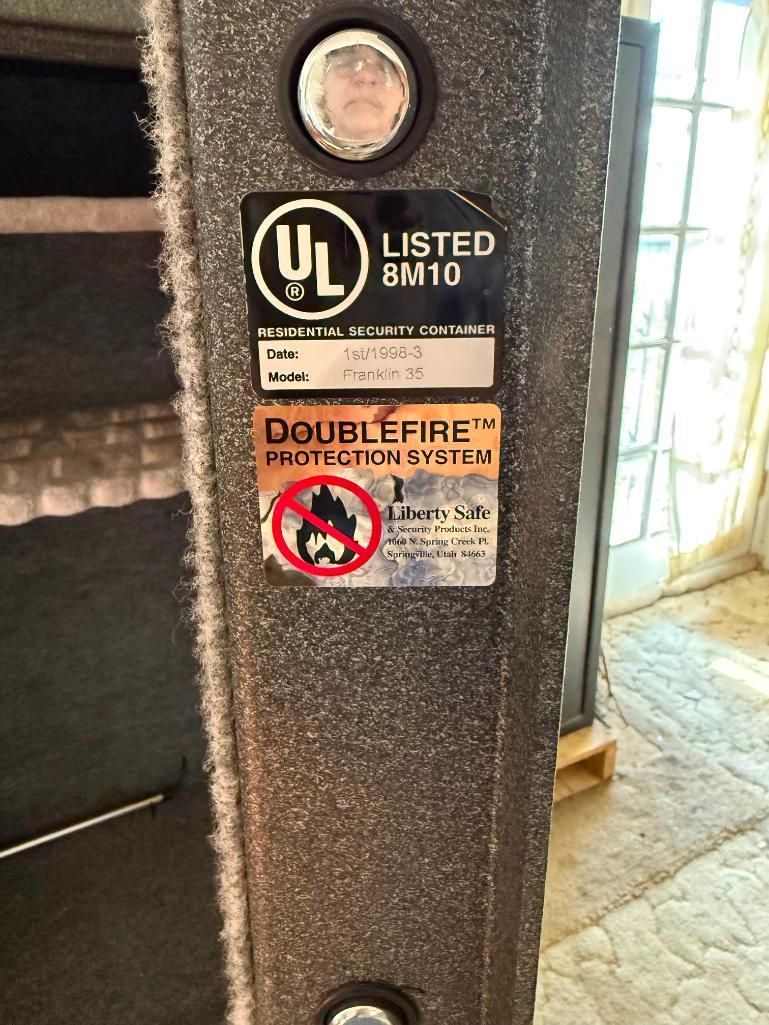 UL® LISTED
8M10
RESIDENTIAL SECURITY CONTAINER
Date: 1st/1998-3
Model: Franklin 35
DOUBLEFIRE™
PROTECTION SYSTEM
Liberty Safe
& Security Products Inc.
1060 N. Spring Creek Pl.
Springville, Utah 84663